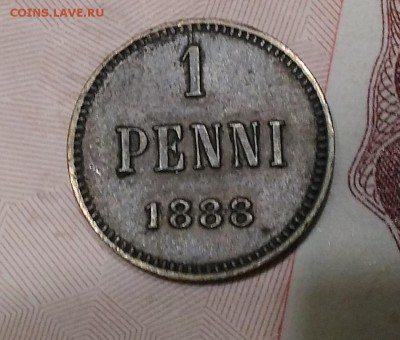 COINS.LAVE.RU
1
PENNI
1888